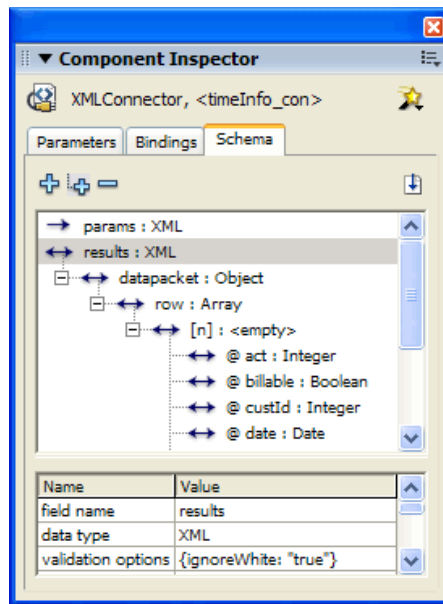 Component Inspector
XMLConnector, <timeInfo_con>
Parameters Bindings Schema
params : XML
results : XML
datapacket : Object
row : Array
[n] : <empty>
@ act : Integer
@ billable : Boolean
@ custId : Integer
@ date : Date
Name Value
field name results
data type XML
validation options {ignoreWhite: "true"}